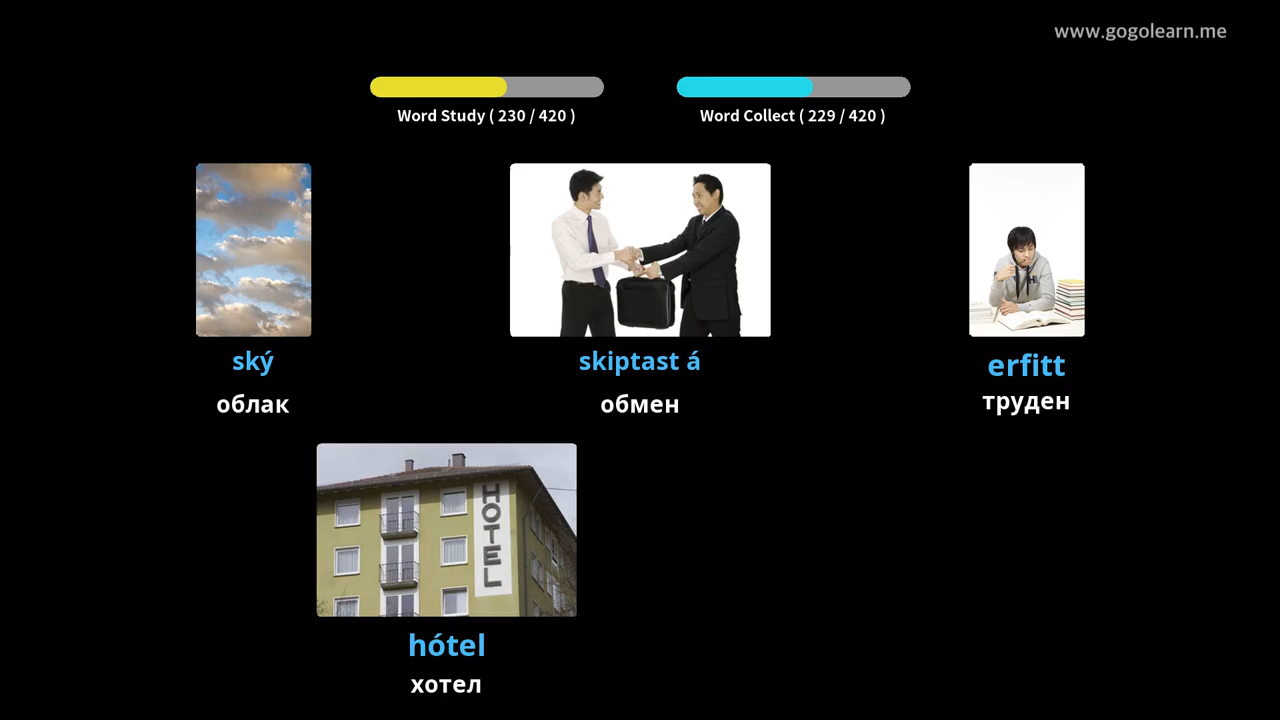 www.gogolearn.me
Word Study ( 230 / 420 )
Word Collect ( 229 / 420 )
ský
skiptast á
erfitt
облак
обмен
труден
HOTEL
hótel
хотел